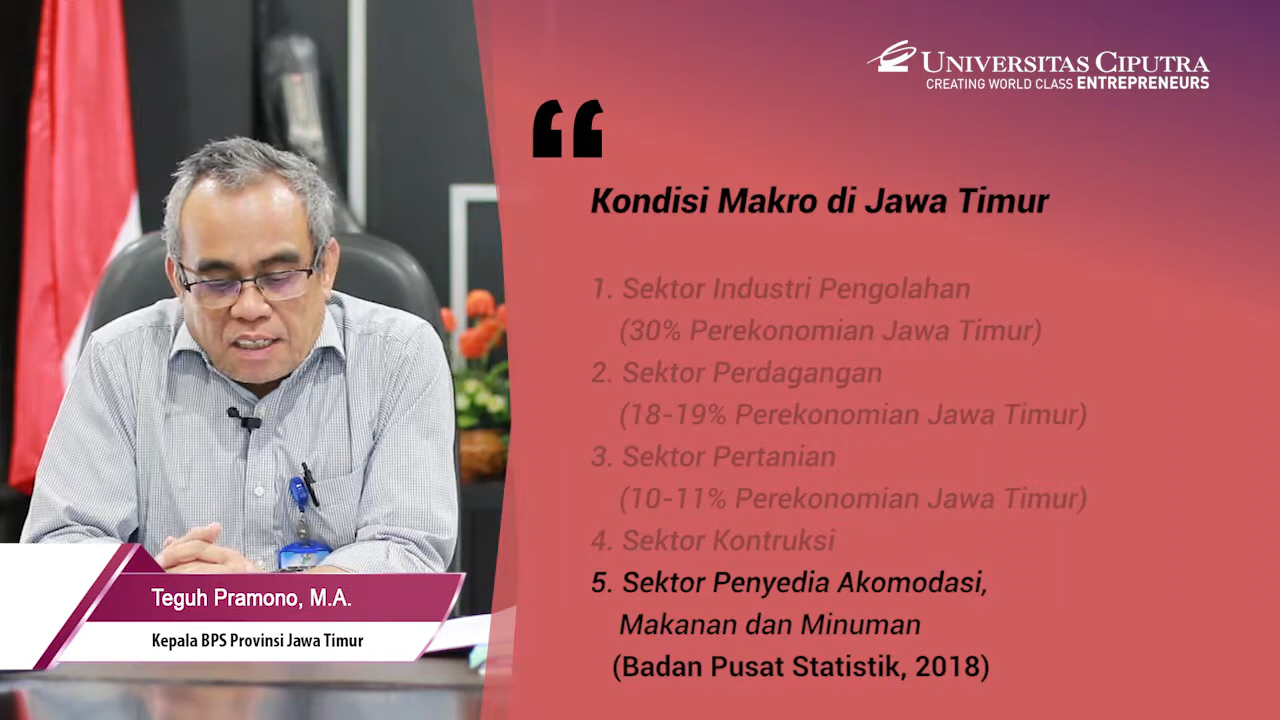 UNIVERSITAS CIPUTRA
CREATING WORLD CLASS ENTREPRENEURS
“
Kondisi Makro di Jawa Timur
1. Sektor Industri Pengolahan
(30% Perekonomian Jawa Timur)
2. Sektor Perdagangan
(18-19% Perekonomian Jawa Timur)
3. Sektor Pertanian
(10-11% Perekonomian Jawa Timur)
4. Sektor Kontruksi
5. Sektor Penyedia Akomodasi,
Makanan dan Minuman
(Badan Pusat Statistik, 2018)
Teguh Pramono, M.A.
Kepala BPS Provinsi Jawa Timur